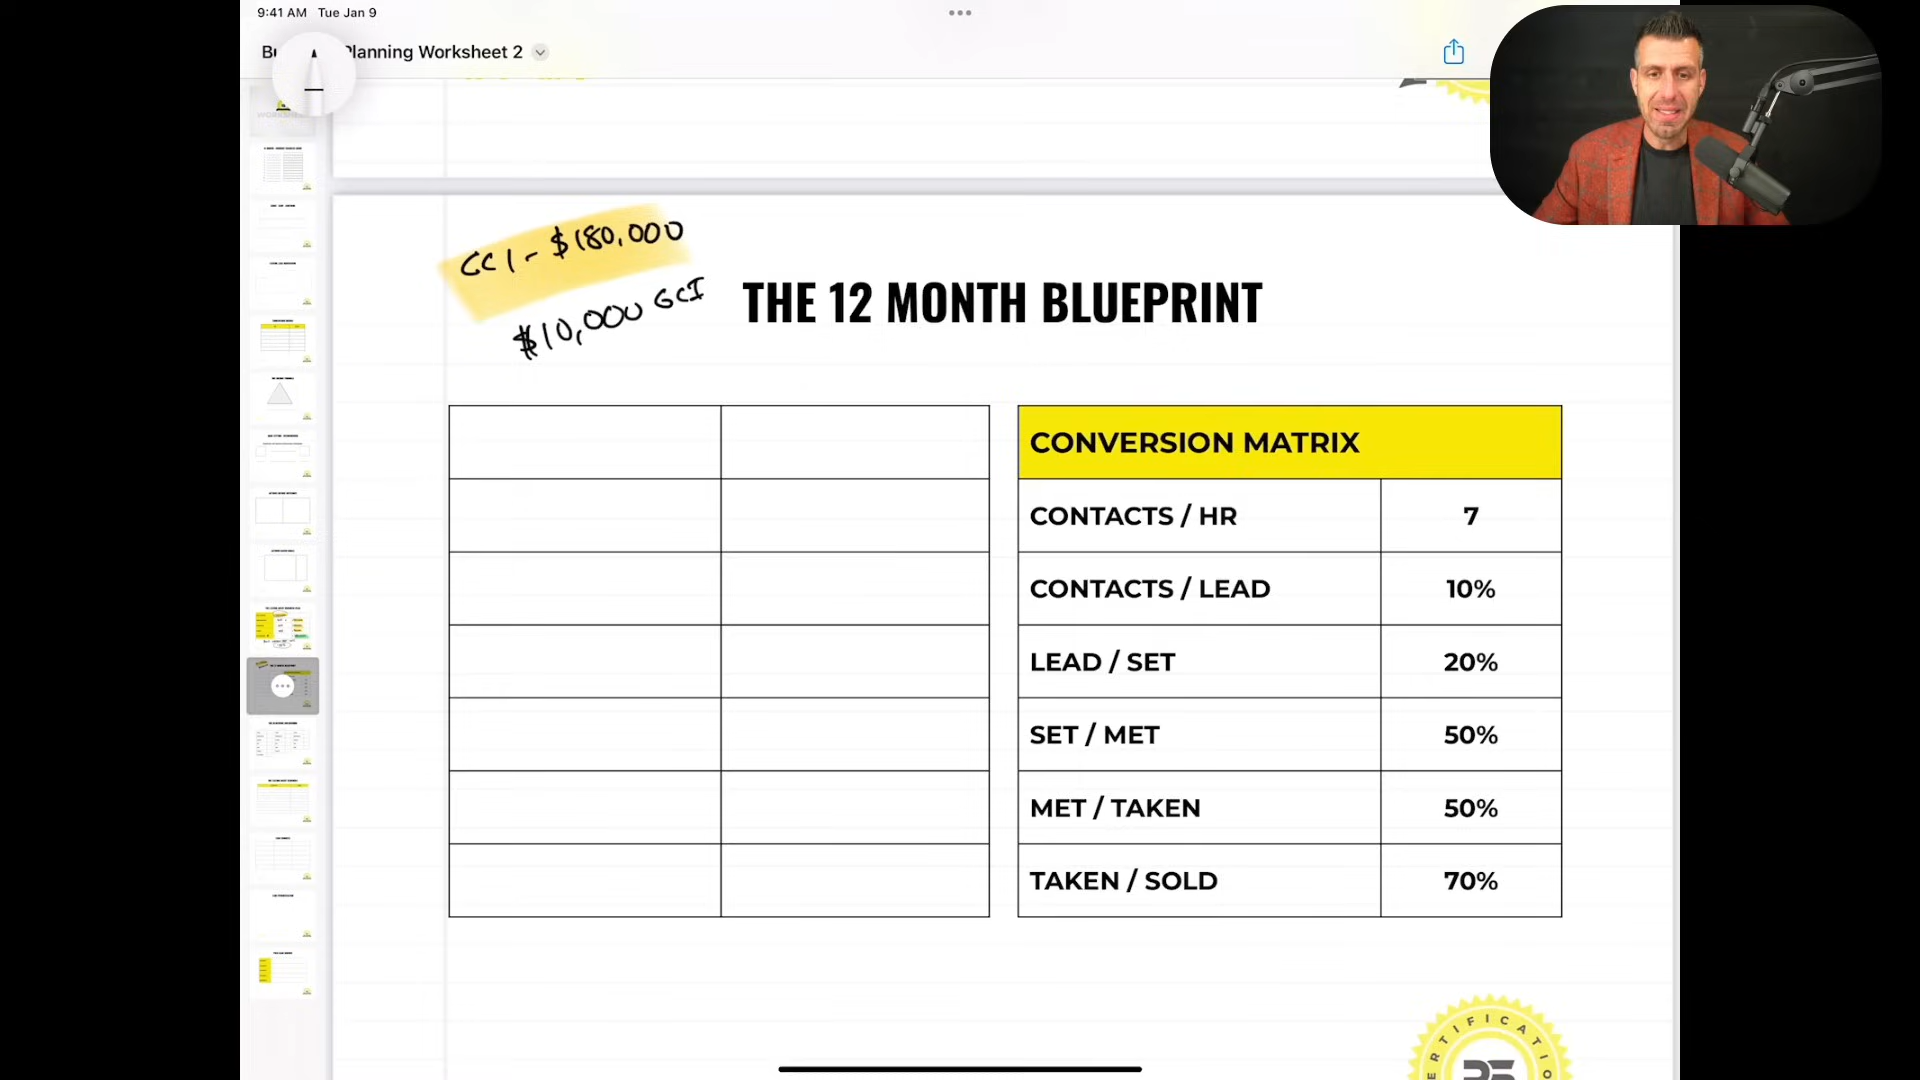 9:41 AM Tue Jan 9
Planning Worksheet 2
GCI - $180,000
$10,000 GCI
THE 12 MONTH BLUEPRINT
CONVERSION MATRIX
CONTACTS / HR 7
CONTACTS / LEAD 10%
LEAD / SET 20%
SET / MET 50%
MET / TAKEN 50%
TAKEN / SOLD 70%